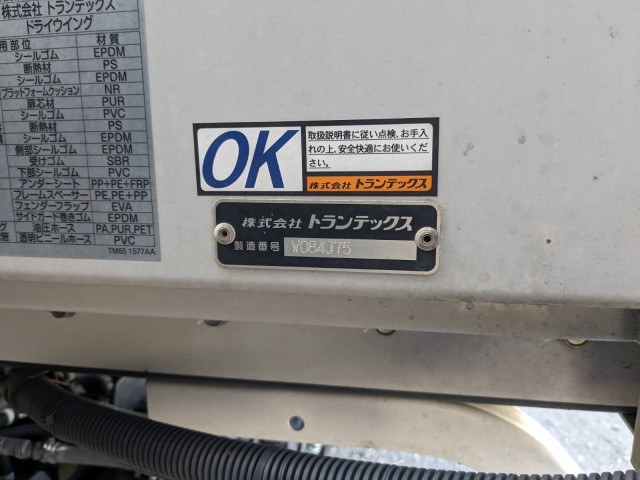 株式会社 トランテックス
ドライウイング
用部位 材質
シールゴム EPDM
断熱材 PS
シールゴム EPDM
プラットフォームクッション NR
扉芯材 PUR
シールゴム PVC
断熱材 PS
シールゴム EPDM
側部シールゴム EPDM
受けゴム SBR
下部シールゴム PVC
アンダーシート PP+PE+FRP
フレームスペーサー PE,PE+PP
フェンダーフラップ EVA
サイドガード巻きゴム EPDM
油圧ホース PA,PUR,PET
透明ビニールホース PVC
TM65 1577AA
OK
取扱説明書に従い点検、お手入
れの上、安全快適にお使いくだ
さい。
株式会社 トランテックス
株式会社 トランテックス
製造番号 W084J75